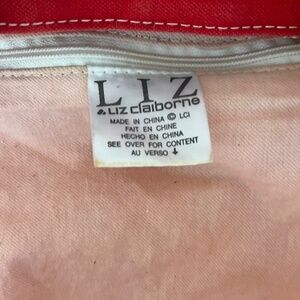 LIZ
& LIZ claiborne
MADE IN CHINA © LCI
FAIT EN CHINE
HECHO EN CHINA
SEE OVER FOR CONTENT
AU VERSO ↓